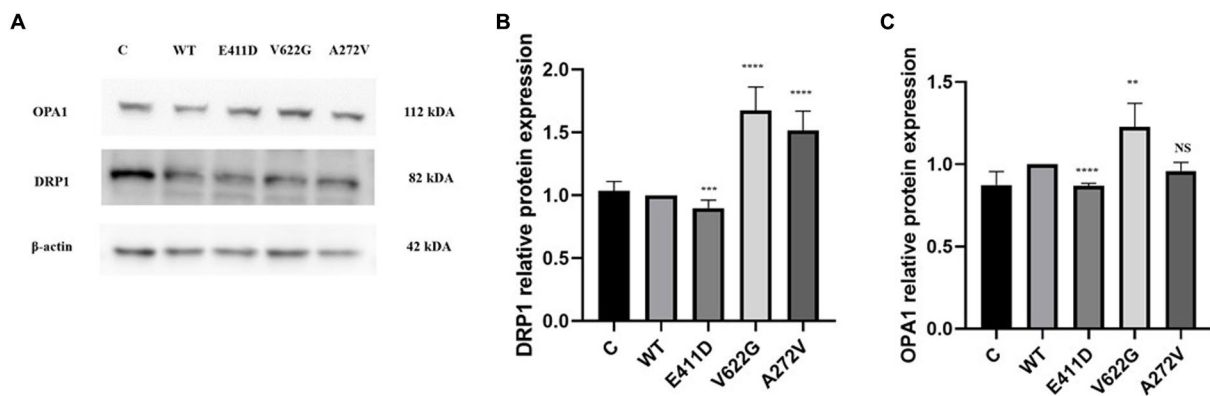 A
C WT E411D V622G A272V
OPA1 112 kDA
DRP1 82 kDA
β-actin 42 kDA
B
DRP1 relative protein expression
2.0
1.5
1.0
0.5
0.0
***
****
****
C WT E411D V622G A272V
C
OPA1 relative protein expression
1.5
1.0
0.5
0.0
****
**
NS
C WT E411D V622G A272V